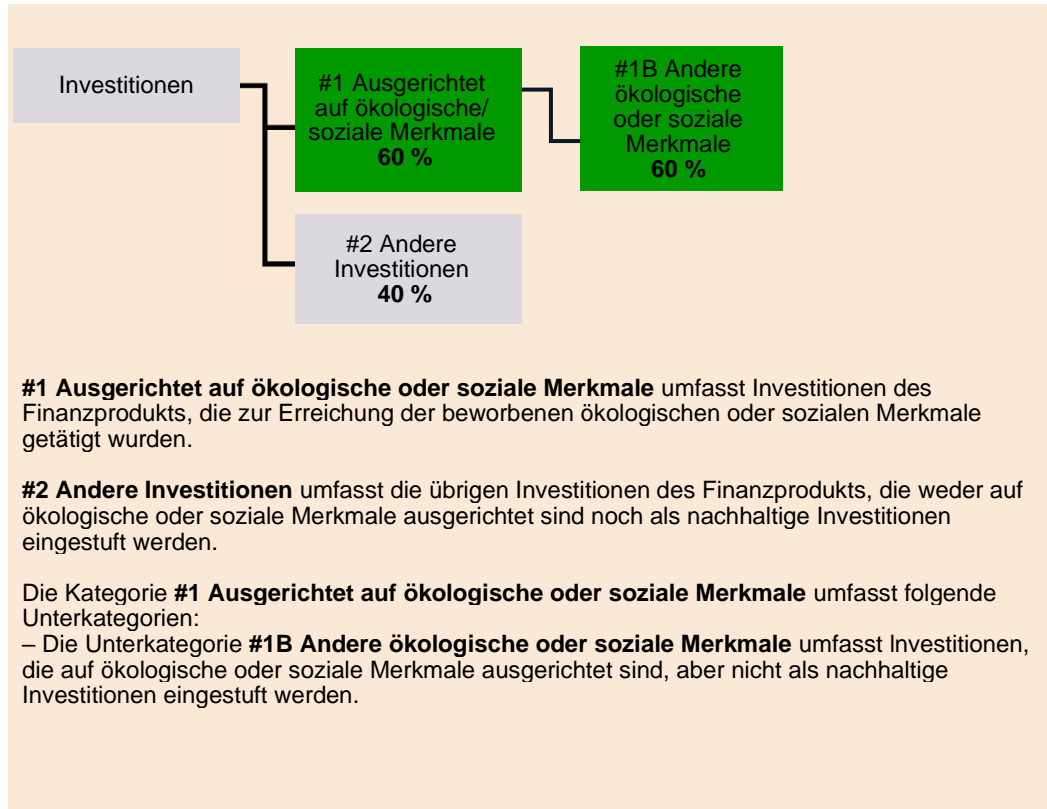 Investitionen
#1 Ausgerichtet
auf ökologische/
soziale Merkmale
60 %
#1B Andere
ökologische
oder soziale
Merkmale
60 %
#2 Andere
Investitionen
40 %
#1 Ausgerichtet auf ökologische oder soziale Merkmale umfasst Investitionen des
Finanzprodukts, die zur Erreichung der beworbenen ökologischen oder sozialen Merkmale
getätigt wurden.
#2 Andere Investitionen umfasst die übrigen Investitionen des Finanzprodukts, die weder auf
ökologische oder soziale Merkmale ausgerichtet sind noch als nachhaltige Investitionen
eingestuft werden.
Die Kategorie #1 Ausgerichtet auf ökologische oder soziale Merkmale umfasst folgende
Unterkategorien:
– Die Unterkategorie #1B Andere ökologische oder soziale Merkmale umfasst Investitionen,
die auf ökologische oder soziale Merkmale ausgerichtet sind, aber nicht als nachhaltige
Investitionen eingestuft werden.